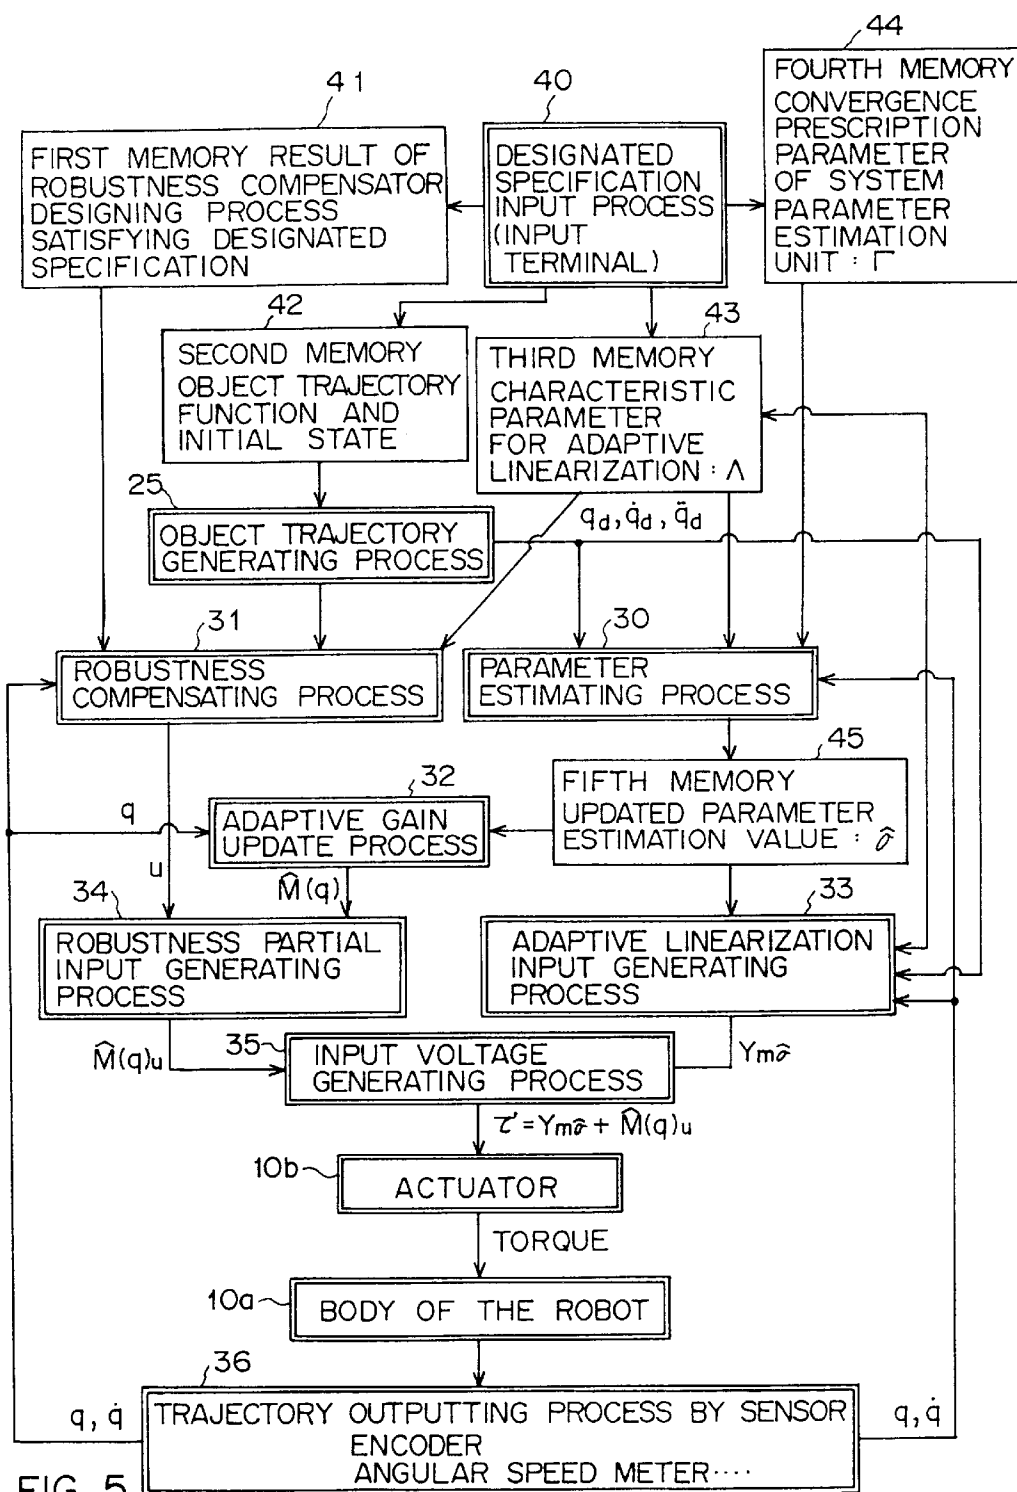 44
FOURTH MEMORY
CONVERGENCE
PRESCRIPTION
PARAMETER
OF SYSTEM
PARAMETER
ESTIMATION
UNIT : Γ
41
FIRST MEMORY RESULT OF
ROBUSTNESS COMPENSATOR
DESIGNING PROCESS
SATISFYING DESIGNATED
SPECIFICATION
40
DESIGNATED
SPECIFICATION
INPUT PROCESS
(INPUT
TERMINAL)
42
SECOND MEMORY
OBJECT TRAJECTORY
FUNCTION AND
INITIAL STATE
43
THIRD MEMORY
CHARACTERISTIC
PARAMETER
FOR ADAPTIVE
LINEARIZATION : Λ
25
OBJECT TRAJECTORY
GENERATING PROCESS
q_d, q̇_d, q̈_d
31
ROBUSTNESS
COMPENSATING PROCESS
30
PARAMETER
ESTIMATING PROCESS
45
FIFTH MEMORY
UPDATED PARAMETER
ESTIMATION VALUE : σ̂
32
ADAPTIVE GAIN
UPDATE PROCESS
q
u
M̂(q)
34
ROBUSTNESS PARTIAL
INPUT GENERATING
PROCESS
33
ADAPTIVE LINEARIZATION
INPUT GENERATING
PROCESS
M̂(q)u
35
INPUT VOLTAGE
GENERATING PROCESS
Ymσ̂
τ' = Ymσ̂ + M̂(q)u
10b
ACTUATOR
TORQUE
10a
BODY OF THE ROBOT
36
q, q̇
TRAJECTORY OUTPUTTING PROCESS BY SENSOR
ENCODER
ANGULAR SPEED METER····
q, q̇
FIG. 5